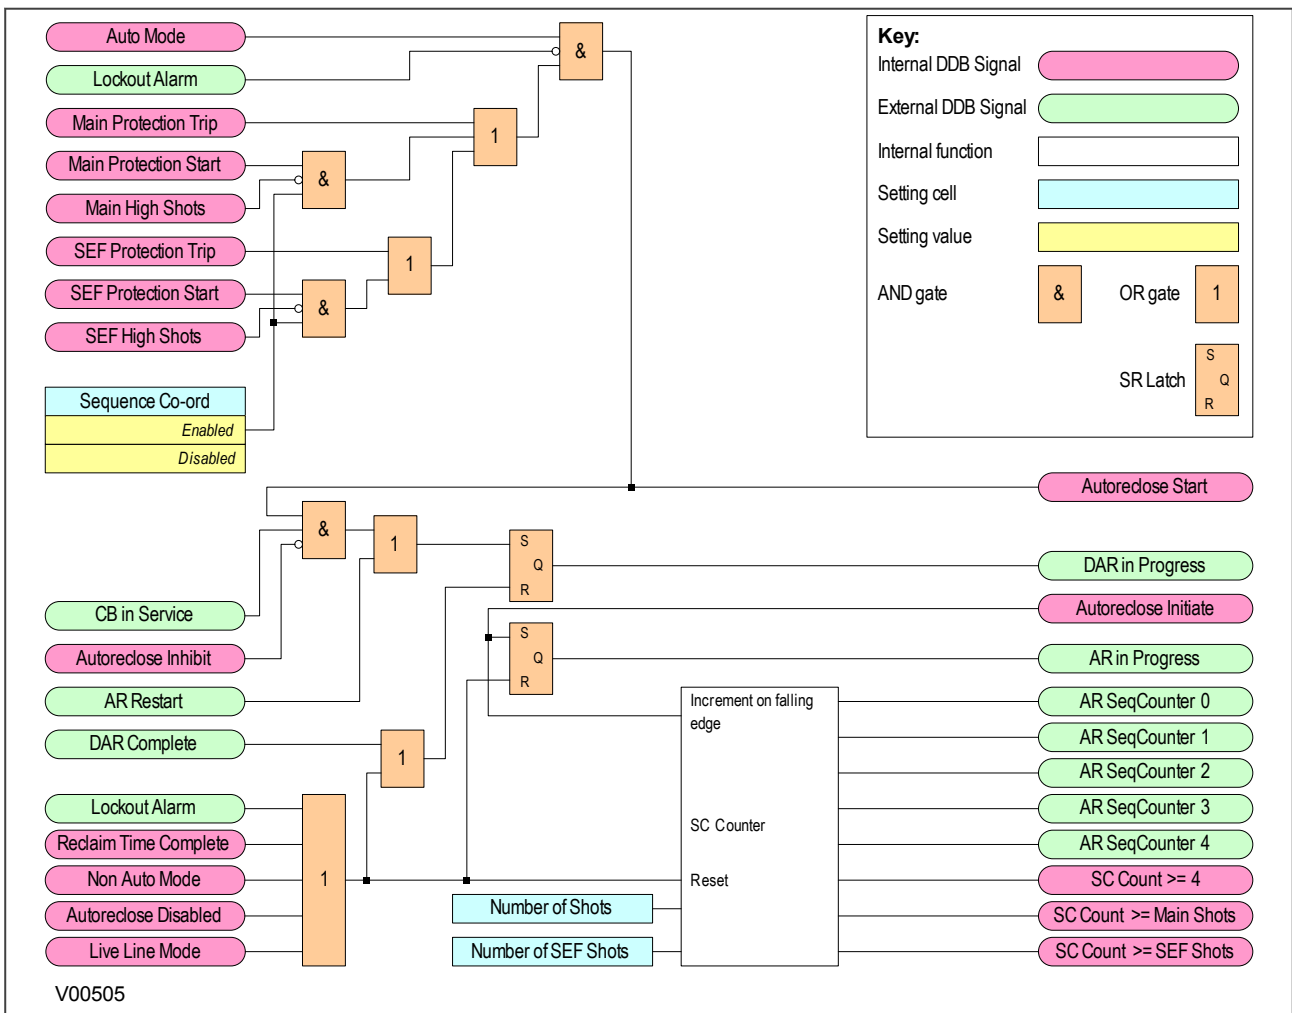 Auto Mode
Lockout Alarm
Main Protection Trip
Main Protection Start
Main High Shots
SEF Protection Trip
SEF Protection Start
SEF High Shots
Sequence Co-ord
Enabled
Disabled
&
1
&
1
&
Key:
Internal DDB Signal
External DDB Signal
Internal function
Setting cell
Setting value
AND gate
&
OR gate
1
SR Latch
S
Q
R
Autoreclose Start
&
1
S
Q
R
DAR in Progress
CB in Service
Autoreclose Initiate
Autoreclose Inhibit
S
Q
R
AR in Progress
AR Restart
DAR Complete
1
Lockout Alarm
Reclaim Time Complete
Non Auto Mode
Autoreclose Disabled
Live Line Mode
1
Increment on falling
edge
SC Counter
Reset
Number of Shots
Number of SEF Shots
AR SeqCounter 0
AR SeqCounter 1
AR SeqCounter 2
AR SeqCounter 3
AR SeqCounter 4
SC Count >= 4
SC Count >= Main Shots
SC Count >= SEF Shots
V00505